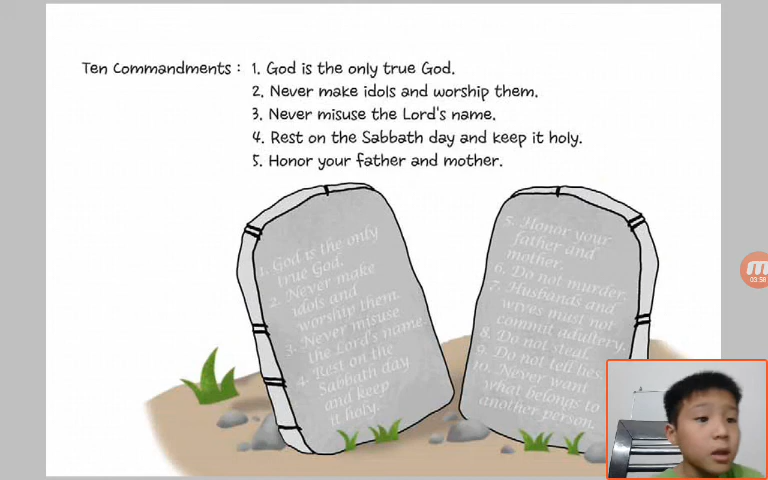 Ten Commandments : 1. God is the only true God.
2. Never make idols and worship them.
3. Never misuse the Lord's name.
4. Rest on the Sabbath day and keep it holy.
5. Honor your father and mother.
1. God is the only
true God.
2. Never make
idols and
worship them.
3. Never misuse
the Lord's name.
4. Rest on the
Sabbath day
and keep
it holy.
5. Honor your
father and
mother.
6. Do not murder.
7. Husbands and
wives must not
commit adultery.
8. Do not steal.
9. Do not tell lies.
10. Never want
what belongs to
another person.
03:58